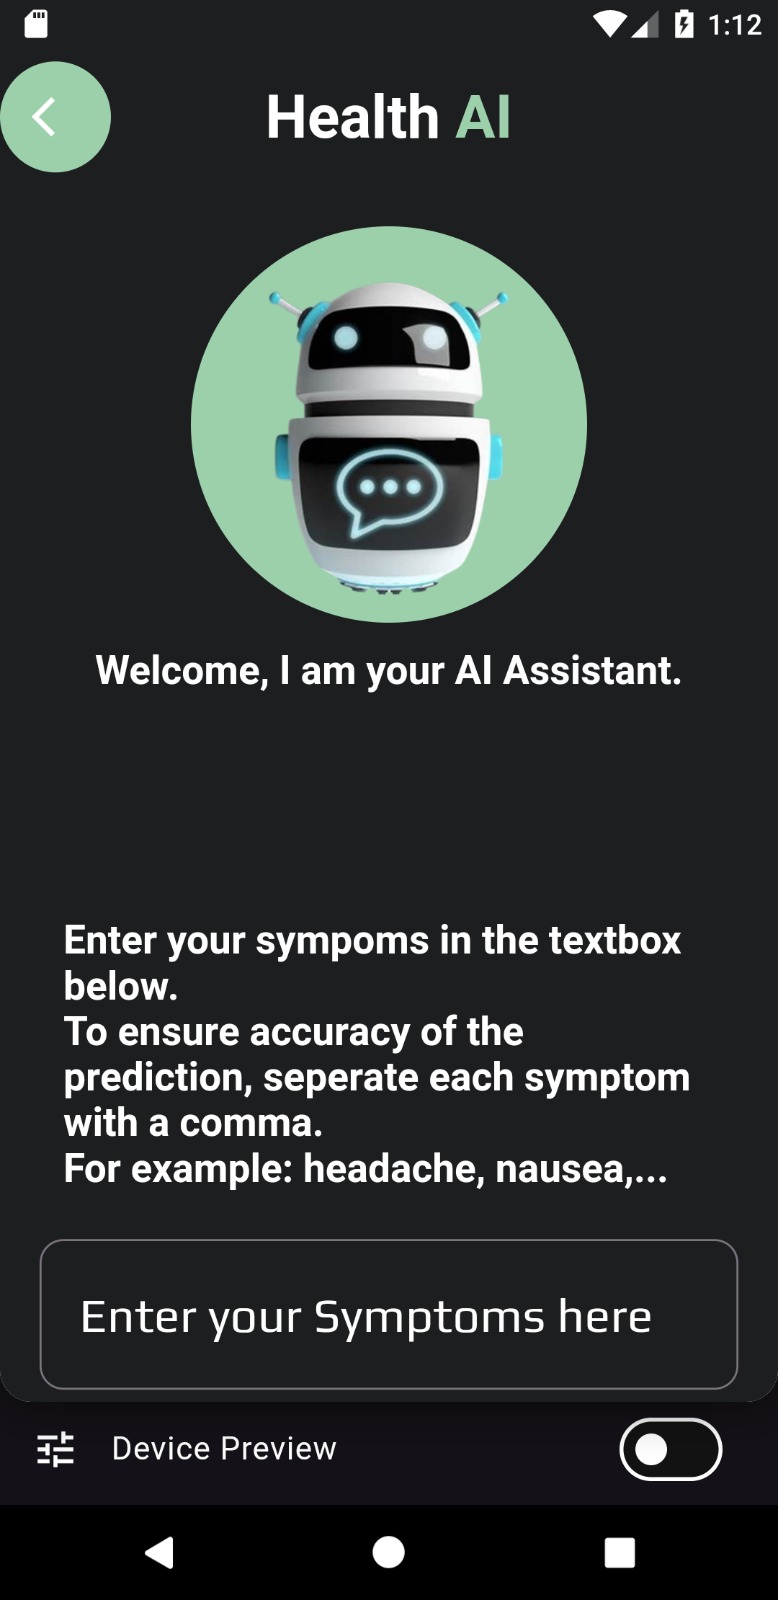 1:12
Health AI
Welcome, I am your AI Assistant.
Enter your sympoms in the textbox
below.
To ensure accuracy of the
prediction, seperate each symptom
with a comma.
For example: headache, nausea,...
Enter your Symptoms here
Device Preview